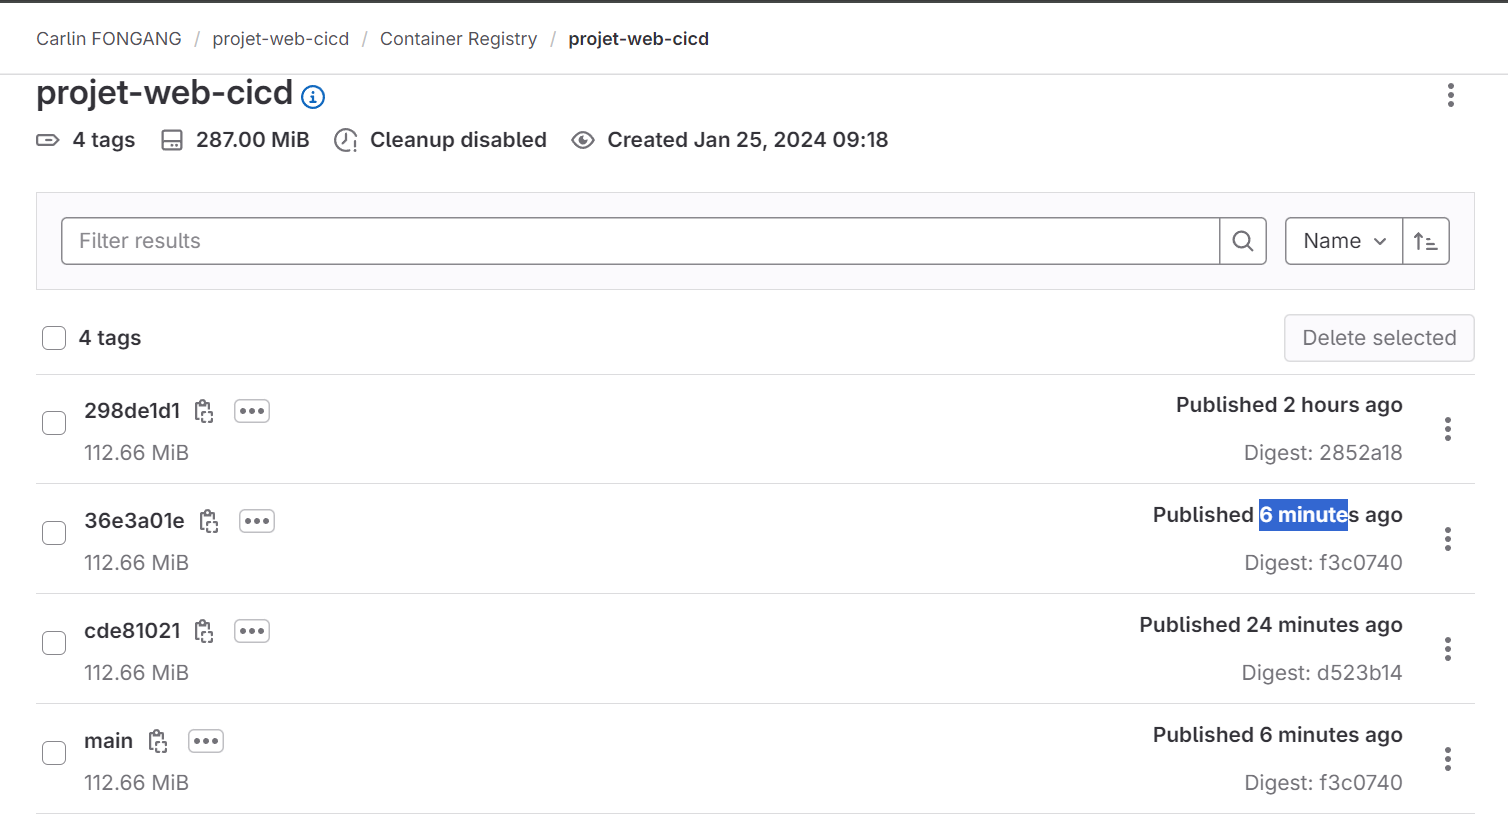 Carlin FONGANG / projet-web-cicd / Container Registry / projet-web-cicd
projet-web-cicd
4 tags 287.00 MiB Cleanup disabled Created Jan 25, 2024 09:18
Filter results Name
4 tags Delete selected
298de1d1 Published 2 hours ago
112.66 MiB Digest: 2852a18
36e3a01e Published 6 minutes ago
112.66 MiB Digest: f3c0740
cde81021 Published 24 minutes ago
112.66 MiB Digest: d523b14
main Published 6 minutes ago
112.66 MiB Digest: f3c0740